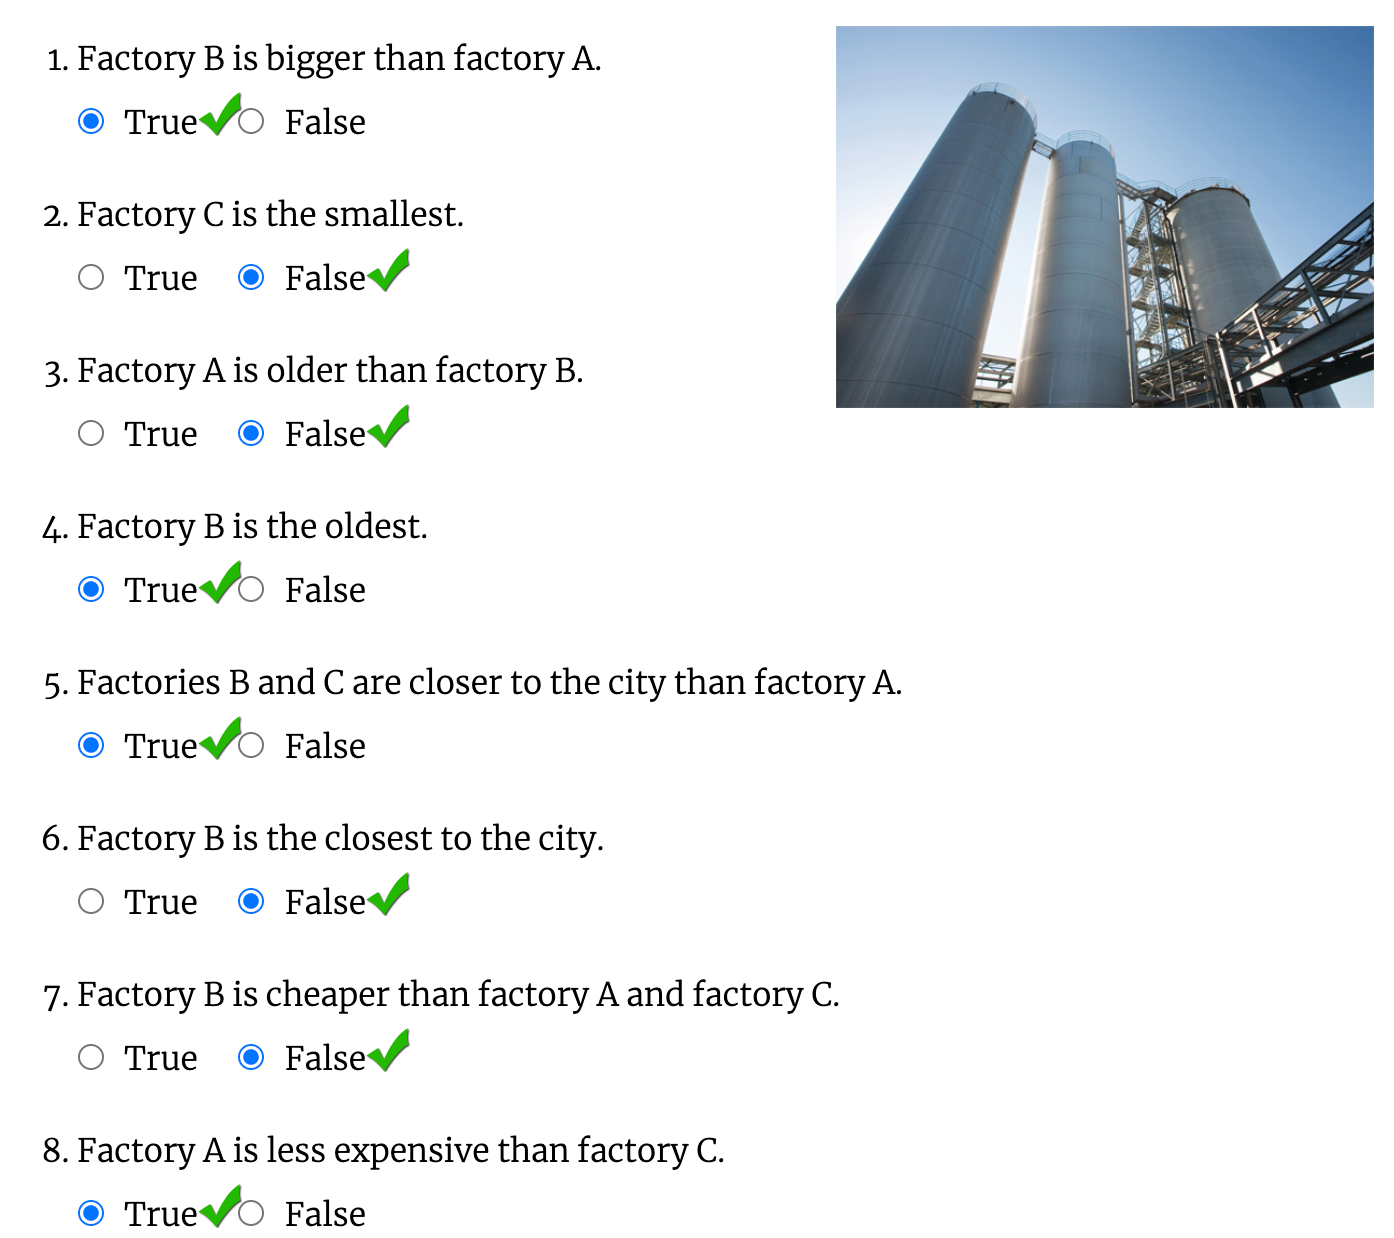 1. Factory B is bigger than factory A.
True False
2. Factory C is the smallest.
True False
3. Factory A is older than factory B.
True False
4. Factory B is the oldest.
True False
5. Factories B and C are closer to the city than factory A.
True False
6. Factory B is the closest to the city.
True False
7. Factory B is cheaper than factory A and factory C.
True False
8. Factory A is less expensive than factory C.
True False